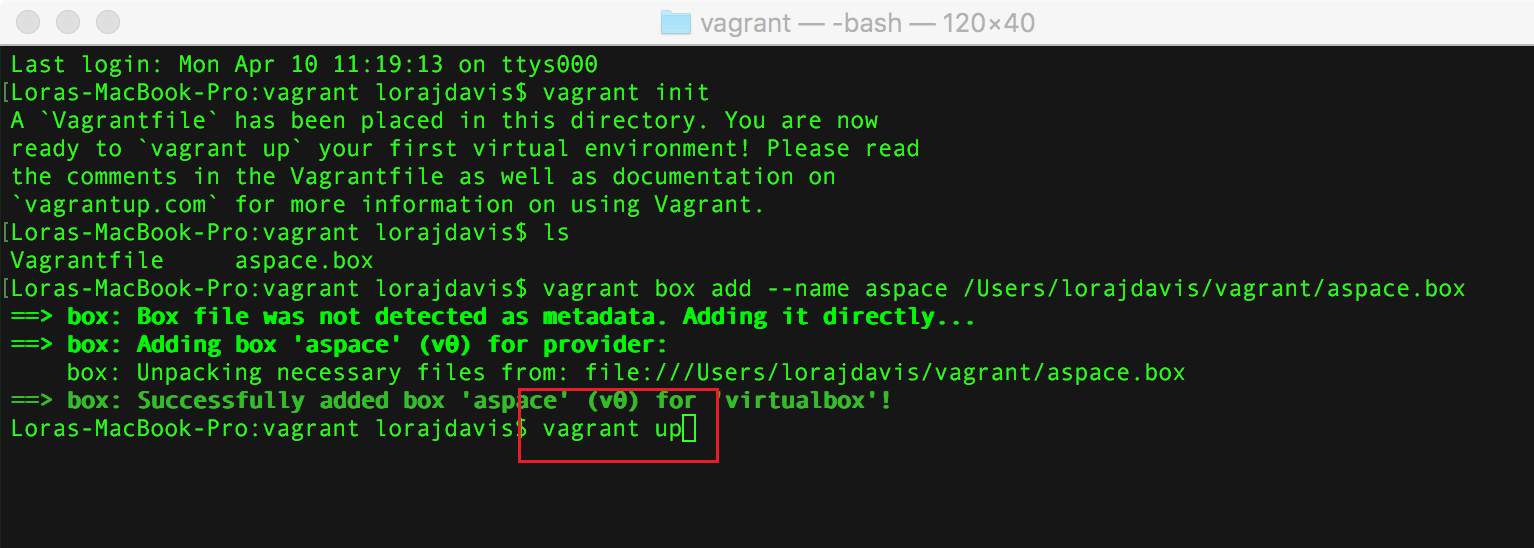 vagrant — -bash — 120×40
Last login: Mon Apr 10 11:19:13 on ttys000
[Loras-MacBook-Pro:vagrant lorajdavis$ vagrant init
A `Vagrantfile` has been placed in this directory. You are now
ready to `vagrant up` your first virtual environment! Please read
the comments in the Vagrantfile as well as documentation on
`vagrantup.com` for more information on using Vagrant.
[Loras-MacBook-Pro:vagrant lorajdavis$ ls
Vagrantfile     aspace.box
[Loras-MacBook-Pro:vagrant lorajdavis$ vagrant box add --name aspace /Users/lorajdavis/vagrant/aspace.box
==> box: Box file was not detected as metadata. Adding it directly...
==> box: Adding box 'aspace' (v0) for provider:
    box: Unpacking necessary files from: file:///Users/lorajdavis/vagrant/aspace.box
==> box: Successfully added box 'aspace' (v0) for 'virtualbox'!
Loras-MacBook-Pro:vagrant lorajdavis$ vagrant up